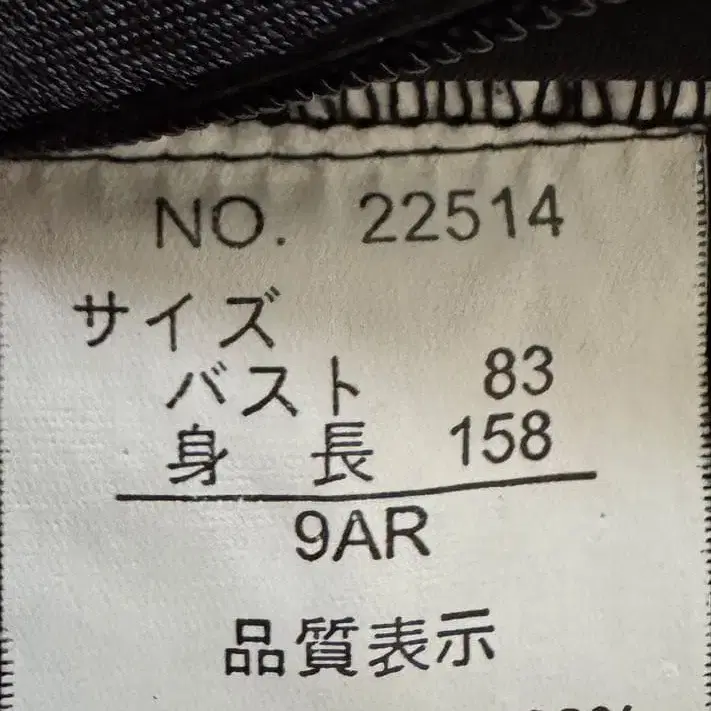 NO. 22514
サイズ
バスト 83
身長 158
9AR
品質表示